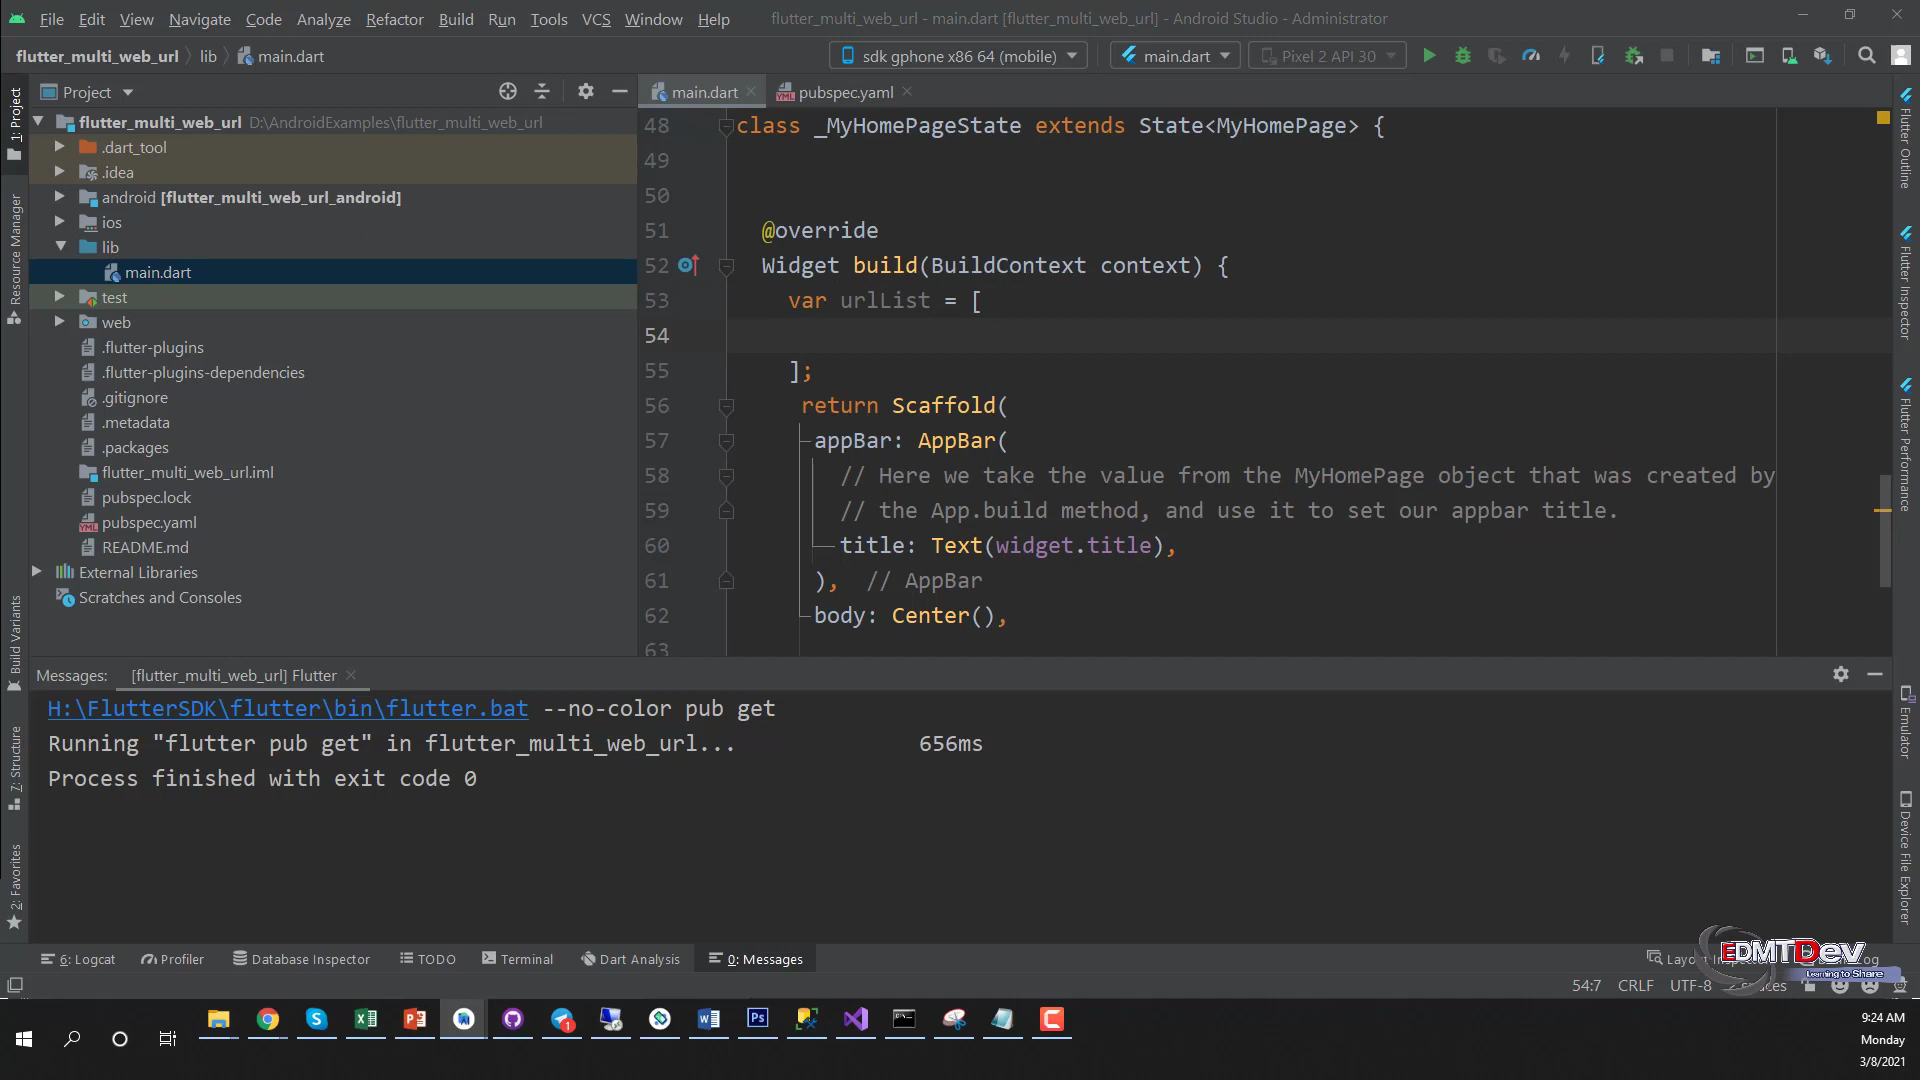 File Edit View Navigate Code Analyze Refactor Build Run Tools VCS Window Help flutter_multi_web_url - main.dart [flutter_multi_web_url] - Android Studio - Administrator
flutter_multi_web_url lib main.dart sdk gphone x86 64 (mobile) main.dart Pixel 2 API 30
Project main.dart pubspec.yaml
1: Project
Resource Manager
Build Variants
7: Structure
2: Favorites
flutter_multi_web_url D:\AndroidExamples\flutter_multi_web_url
.dart_tool
.idea
android [flutter_multi_web_url_android]
ios
lib
main.dart
test
web
.flutter-plugins
.flutter-plugins-dependencies
.gitignore
.metadata
.packages
flutter_multi_web_url.iml
pubspec.lock
pubspec.yaml
README.md
External Libraries
Scratches and Consoles
48 class _MyHomePageState extends State<MyHomePage> {
49
50
51 @override
52 Widget build(BuildContext context) {
53 var urlList = [
54
55 ];
56 return Scaffold(
57 appBar: AppBar(
58 // Here we take the value from the MyHomePage object that was created by
59 // the App.build method, and use it to set our appbar title.
60 title: Text(widget.title),
61 ), // AppBar
62 body: Center(),
63
Flutter Outline
Flutter Inspector
Flutter Performance
Emulator
Device File Explorer
Messages: [flutter_multi_web_url] Flutter
H:\FlutterSDK\flutter\bin\flutter.bat --no-color pub get
Running "flutter pub get" in flutter_multi_web_url... 656ms
Process finished with exit code 0
6: Logcat Profiler Database Inspector TODO Terminal Dart Analysis 0: Messages
EDMTDev
Learning to Share
54:7 CRLF UTF-8 2 spaces
9:24 AM
Monday
3/8/2021